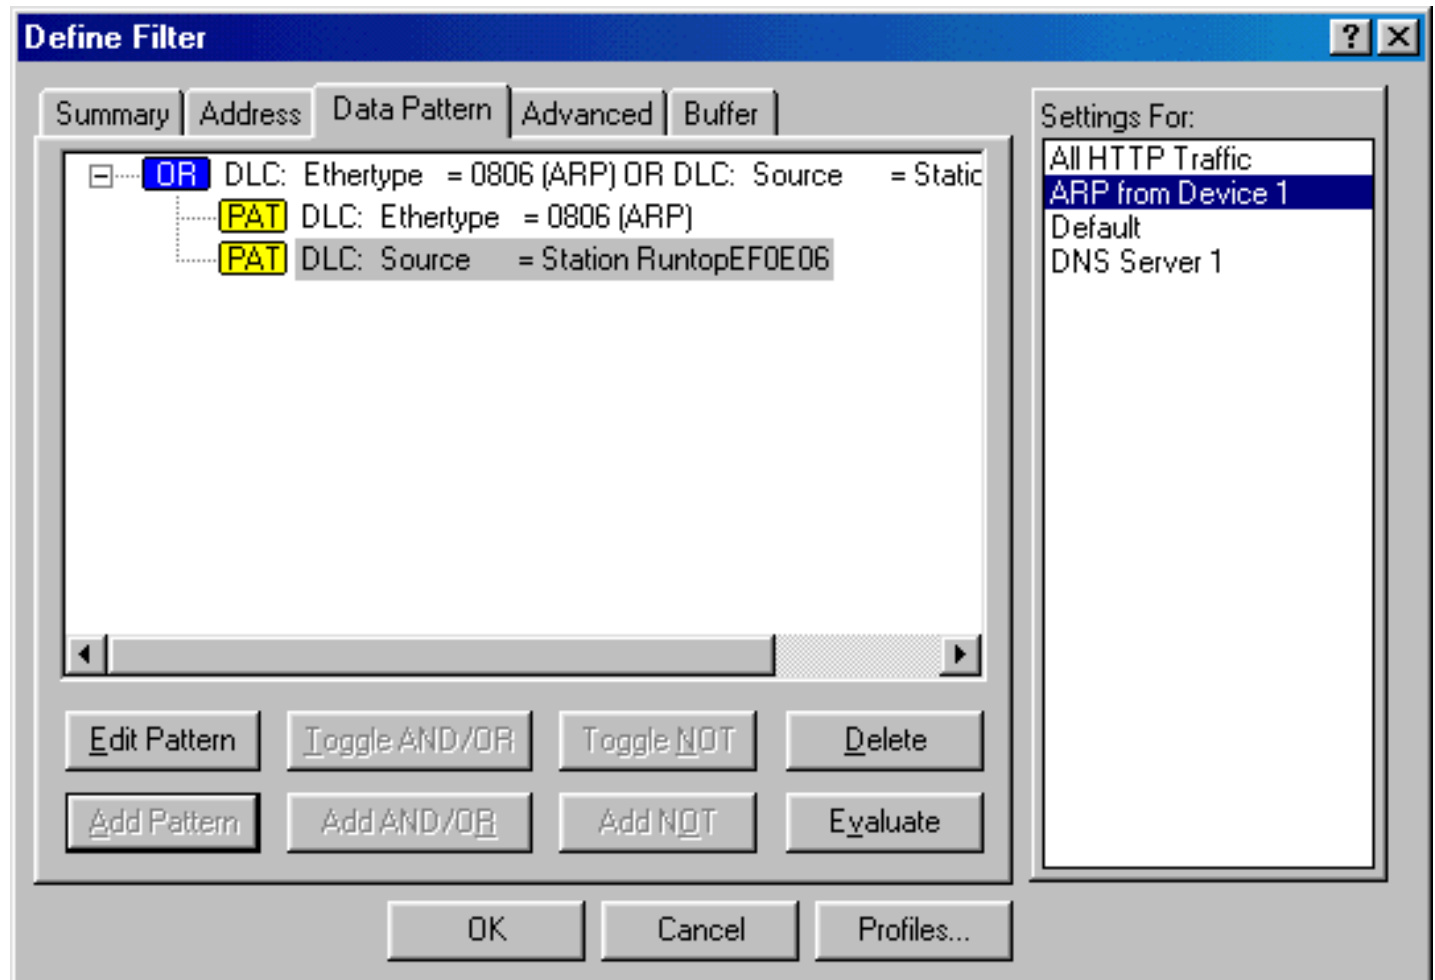 Define Filter
Summary Address Data Pattern Advanced Buffer
OR DLC: Ethertype = 0806 (ARP) OR DLC: Source = Static
PAT DLC: Ethertype = 0806 (ARP)
PAT DLC: Source = Station RuntopEF0E06
Edit Pattern Toggle AND/OR Toggle NOT Delete
Add Pattern Add AND/OR Add NOT Evaluate
Settings For:
All HTTP Traffic
ARP from Device 1
Default
DNS Server 1
OK Cancel Profiles...